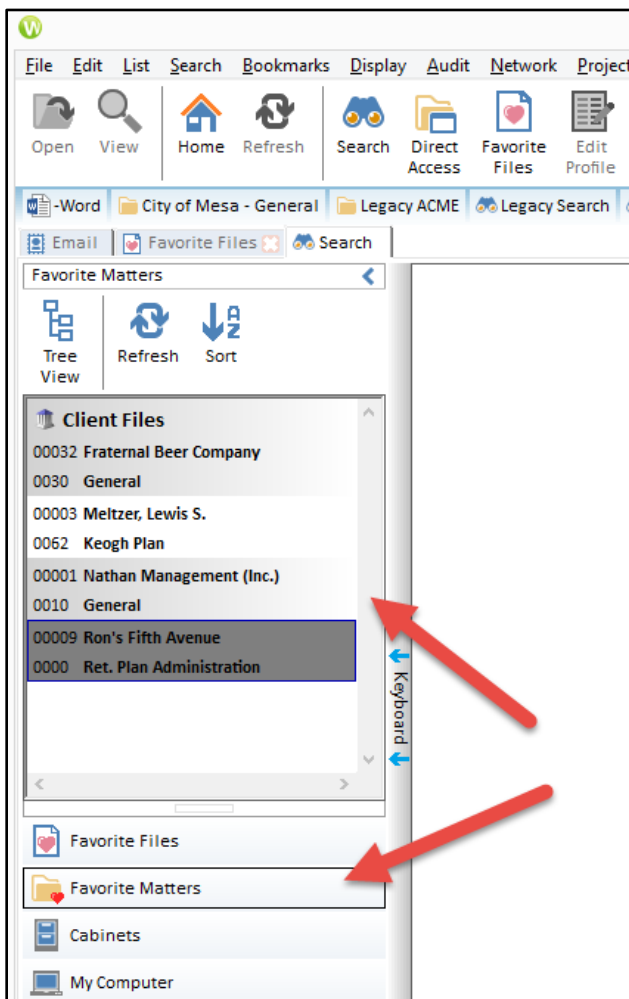 W
File Edit List Search Bookmarks Display Audit Network Project
Open View Home Refresh Search Direct Favorite Edit
Access Files Profile
-Word City of Mesa - General Legacy ACME Legacy Search
Email Favorite Files Search
Favorite Matters
Tree Refresh Sort
View
Client Files
00032 Fraternal Beer Company
0030 General
00003 Meltzer, Lewis S.
0062 Keogh Plan
00001 Nathan Management (Inc.)
0010 General
00009 Ron's Fifth Avenue
0000 Ret. Plan Administration
Keyboard
Favorite Files
Favorite Matters
Cabinets
My Computer